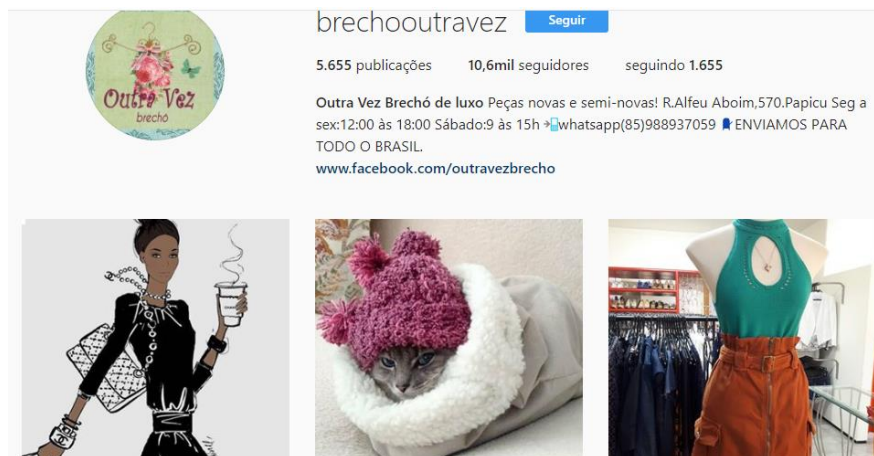 brechooutravez Seguir
5.655 publicações 10,6mil seguidores seguindo 1.655
Outra Vez Brechó de luxo Peças novas e semi-novas! R.Alfeu Aboim,570.Papicu Seg a
sex:12:00 às 18:00 Sábado:9 às 15h whatsapp(85)988937059 ENVIAMOS PARA
TODO O BRASIL.
www.facebook.com/outravezbrecho
Outra Vez
brechó